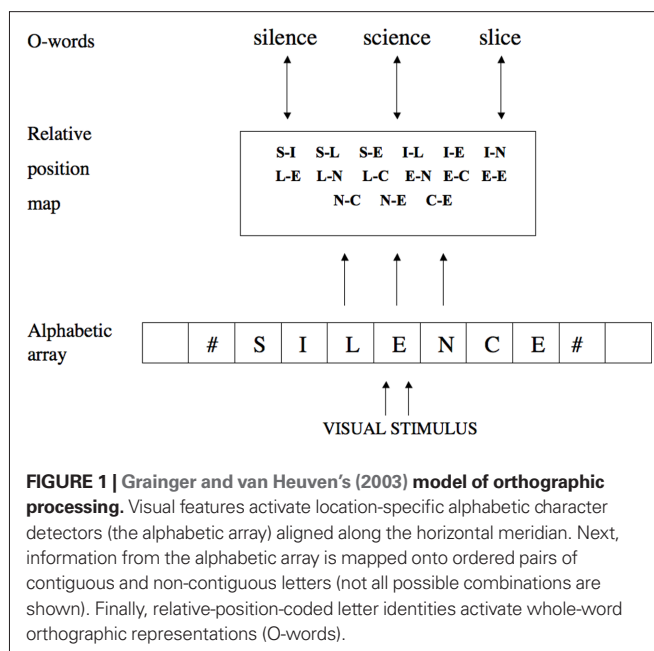 O-words silence science slice
Relative
position
map
S-I S-L S-E I-L I-E I-N
L-E L-N L-C E-N E-C E-E
N-C N-E C-E
Alphabetic
array
# S I L E N C E #
VISUAL STIMULUS
FIGURE 1 | Grainger and van Heuven's (2003) model of orthographic
processing. Visual features activate location-specific alphabetic character
detectors (the alphabetic array) aligned along the horizontal meridian. Next,
information from the alphabetic array is mapped onto ordered pairs of
contiguous and non-contiguous letters (not all possible combinations are
shown). Finally, relative-position-coded letter identities activate whole-word
orthographic representations (O-words).